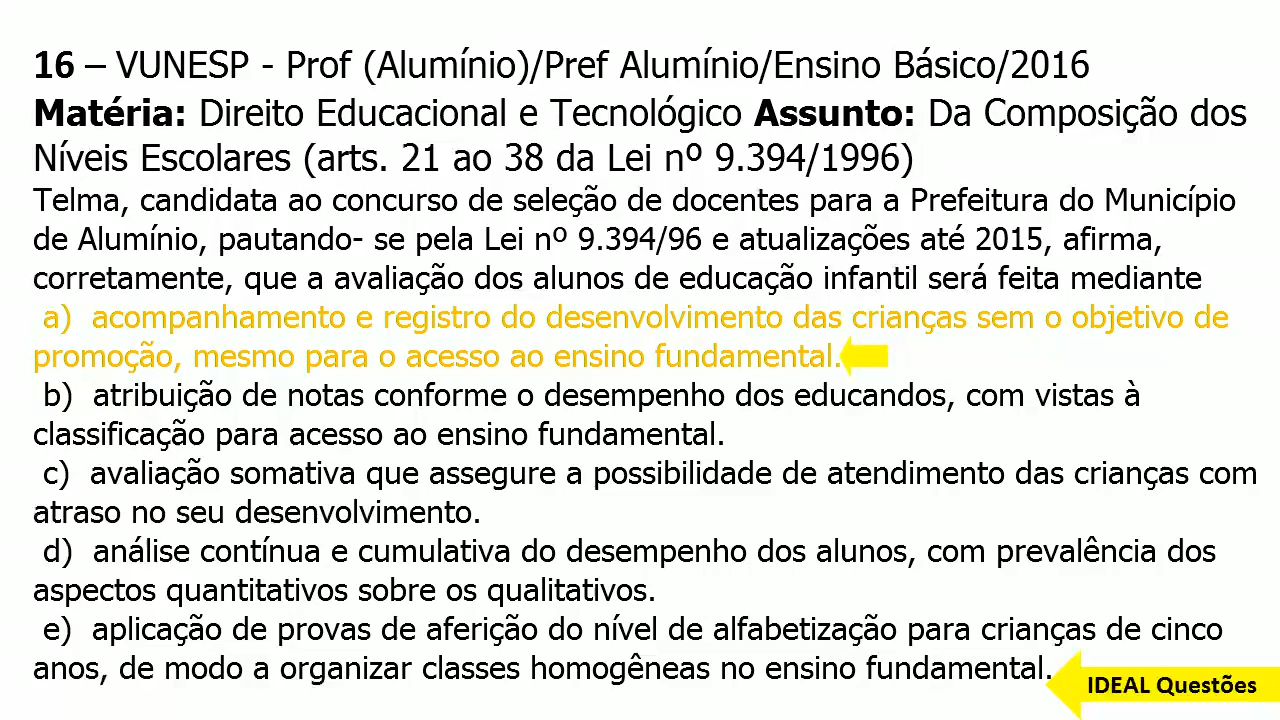 16 – VUNESP - Prof (Alumínio)/Pref Alumínio/Ensino Básico/2016
Matéria: Direito Educacional e Tecnológico Assunto: Da Composição dos
Níveis Escolares (arts. 21 ao 38 da Lei nº 9.394/1996)
Telma, candidata ao concurso de seleção de docentes para a Prefeitura do Município
de Alumínio, pautando- se pela Lei nº 9.394/96 e atualizações até 2015, afirma,
corretamente, que a avaliação dos alunos de educação infantil será feita mediante
a) acompanhamento e registro do desenvolvimento das crianças sem o objetivo de
promoção, mesmo para o acesso ao ensino fundamental.
b) atribuição de notas conforme o desempenho dos educandos, com vistas à
classificação para acesso ao ensino fundamental.
c) avaliação somativa que assegure a possibilidade de atendimento das crianças com
atraso no seu desenvolvimento.
d) análise contínua e cumulativa do desempenho dos alunos, com prevalência dos
aspectos quantitativos sobre os qualitativos.
e) aplicação de provas de aferição do nível de alfabetização para crianças de cinco
anos, de modo a organizar classes homogêneas no ensino fundamental.
IDEAL Questões